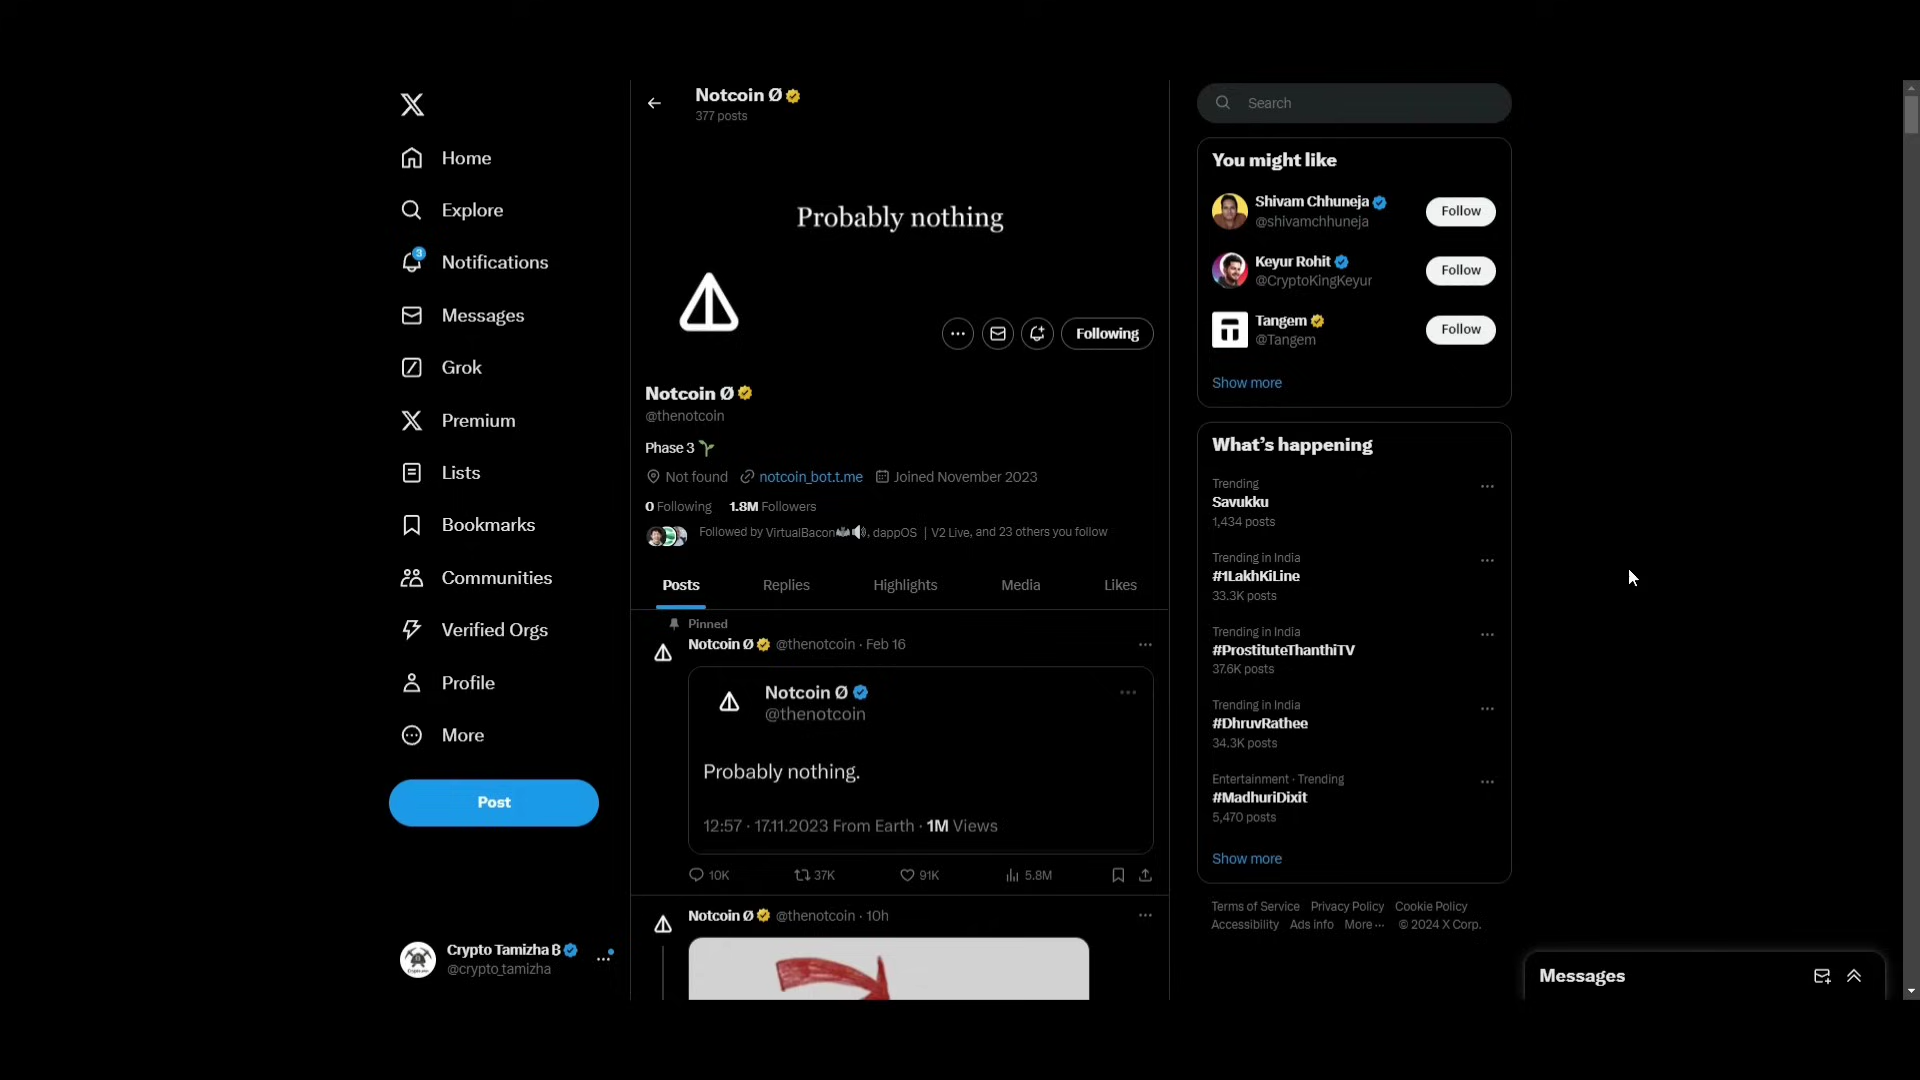 Home
Explore
3
Notifications
Messages
Grok
Premium
Lists
Bookmarks
Communities
Verified Orgs
Profile
More
Post
Crypto Tamizha B
@crypto_tamizha
Notcoin Ø
377 posts
Probably nothing
Following
Notcoin Ø
@thenotcoin
Phase 3
Not found notcoin_bot.t.me Joined November 2023
0 Following 1.8M Followers
Followed by VirtualBacon, dappOS | V2 Live, and 23 others you follow
Posts Replies Highlights Media Likes
Pinned
Notcoin Ø @thenotcoin · Feb 16
Notcoin Ø
@thenotcoin
Probably nothing.
12:57 · 17.11.2023 From Earth · 1M Views
10K 37K 91K 5.8M
Notcoin Ø @thenotcoin · 10h
Search
You might like
Shivam Chhuneja
@shivamchhuneja
Follow
Keyur Rohit
@CryptoKingKeyur
Follow
Tangem
@Tangem
Follow
Show more
What's happening
Trending
Savukku
1,434 posts
Trending in India
#1LakhKiLine
33.3K posts
Trending in India
#ProstituteThanthiTV
37.6K posts
Trending in India
#DhruvRathee
34.3K posts
Entertainment · Trending
#MadhuriDixit
5,470 posts
Show more
Terms of Service Privacy Policy Cookie Policy
Accessibility Ads info More ··· © 2024 X Corp.
Messages